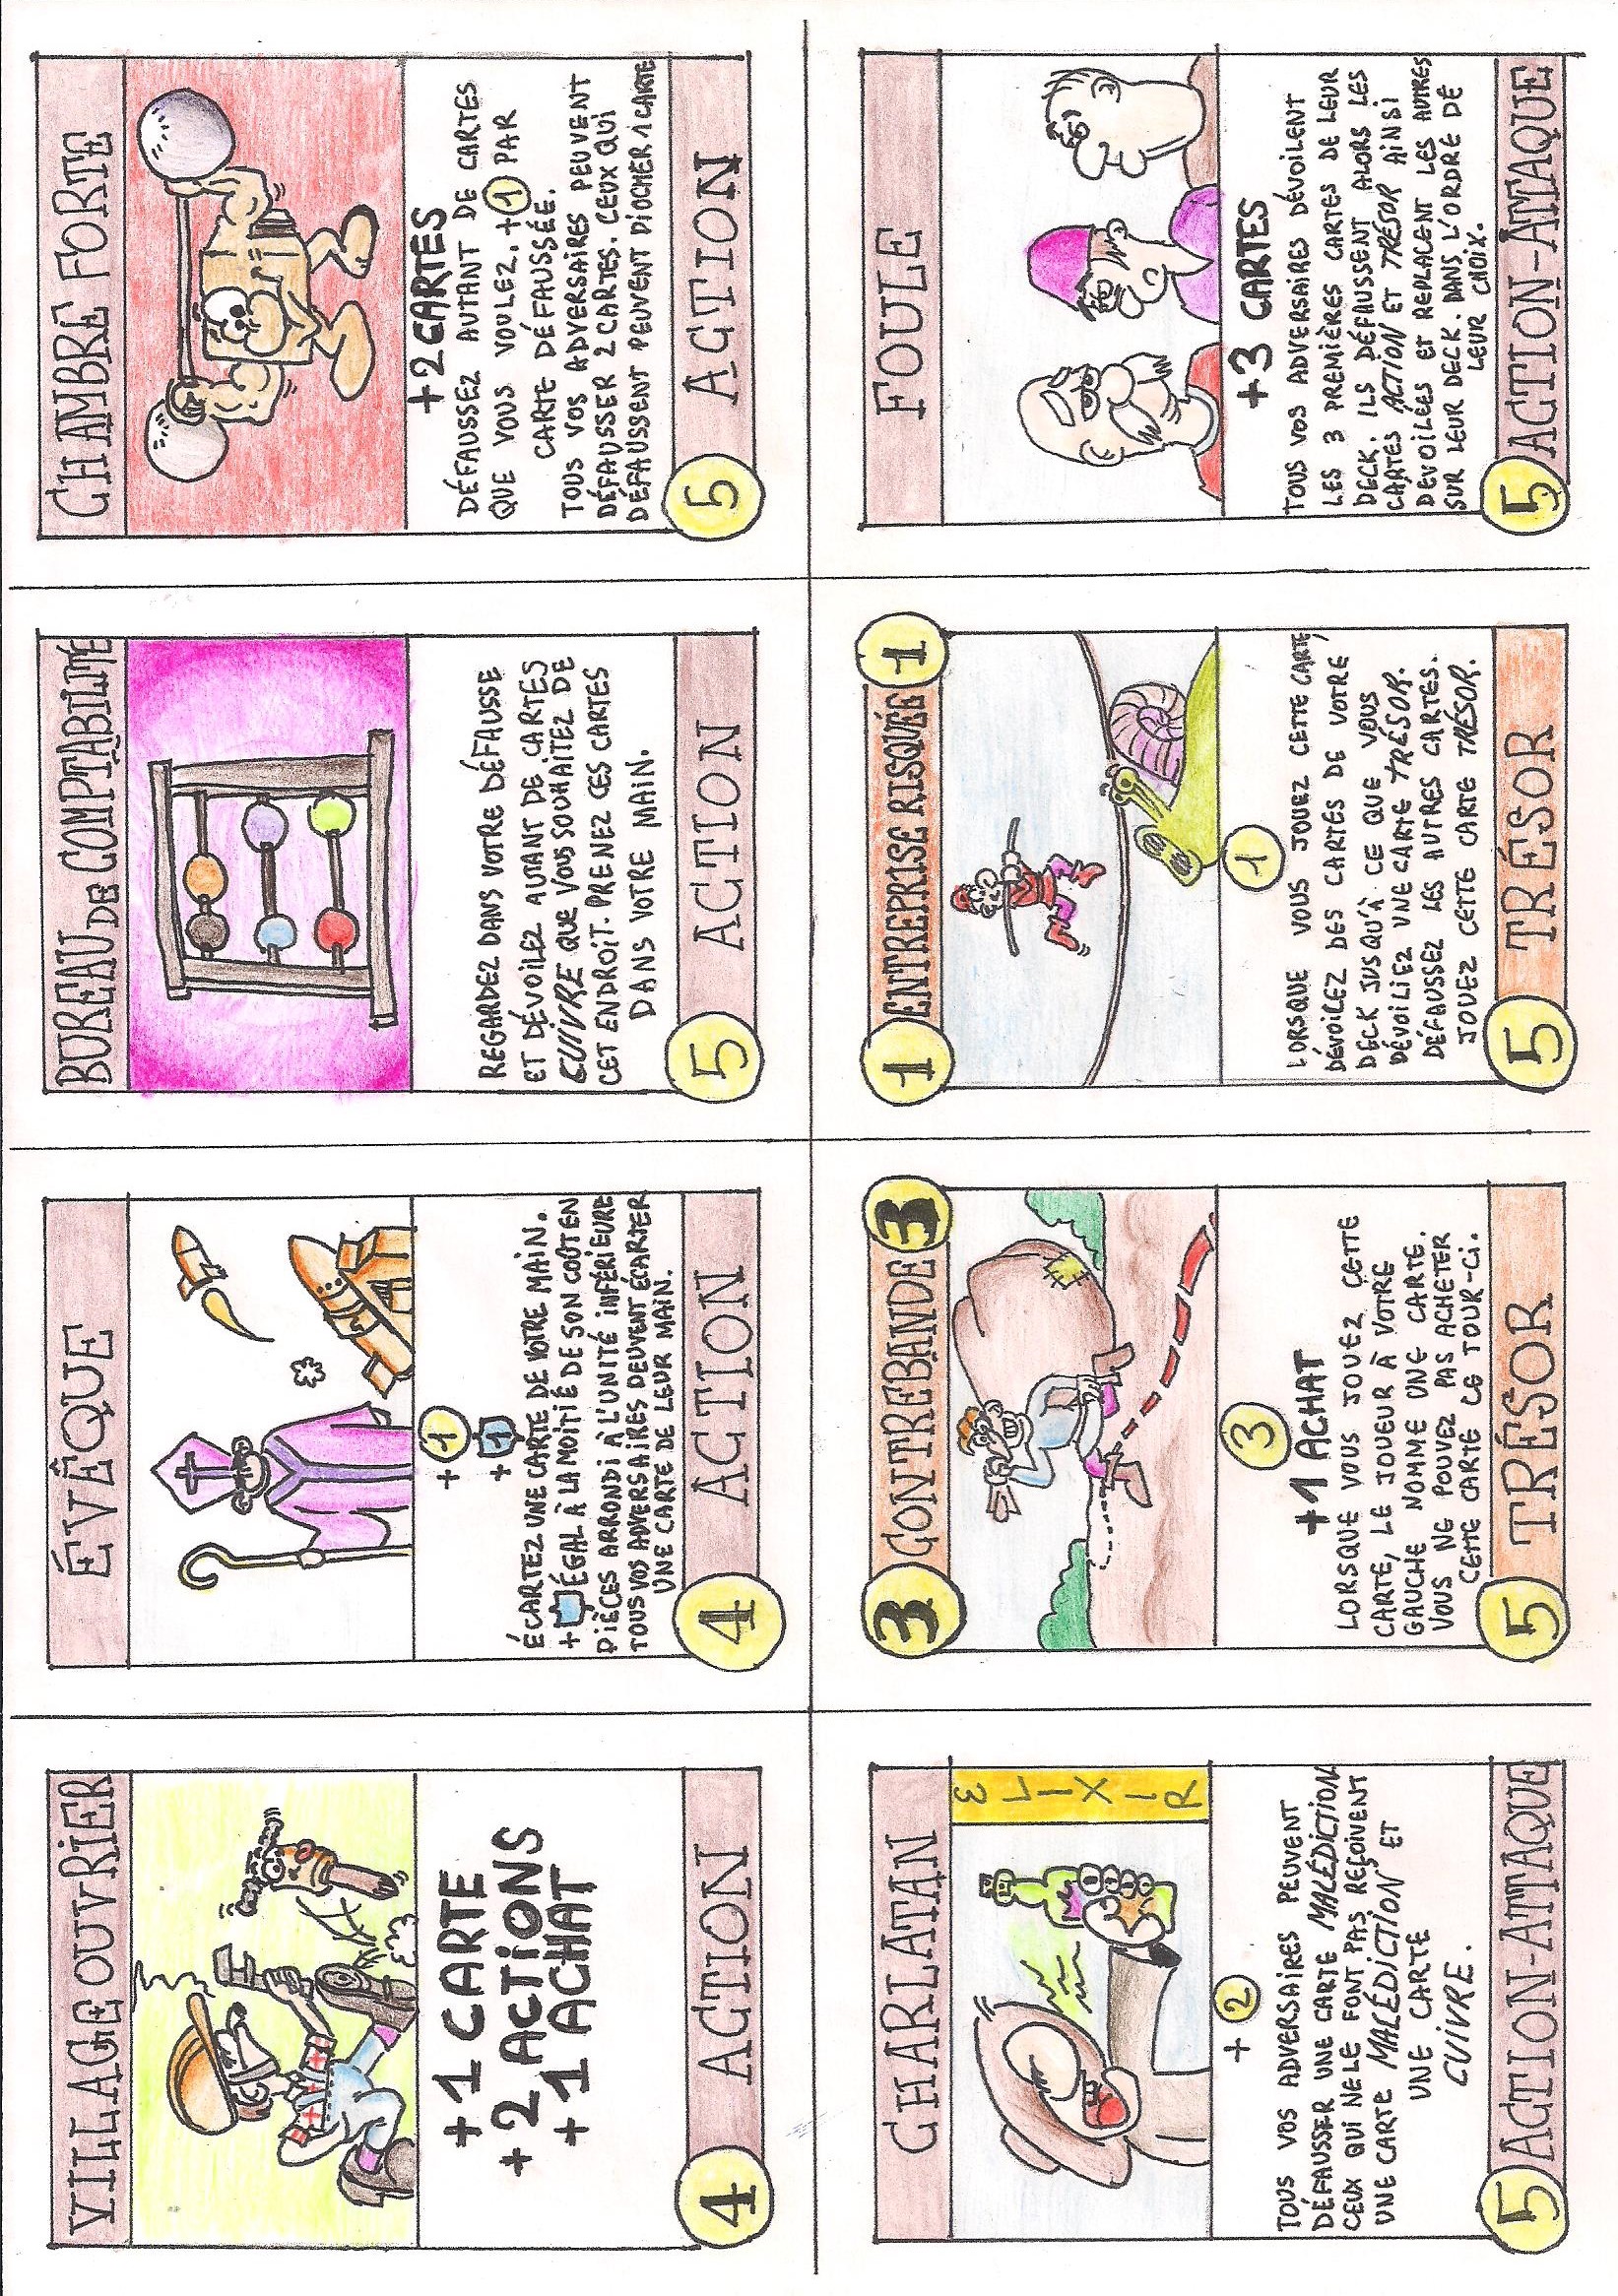 VILLAGE OUVRIER
+1 CARTE
+2 ACTIONS
+1 ACHAT
4 ACTION
ÉVÊQUE
+1
+1
ÉCARTEZ UNE CARTE DE VOTRE MAIN.
+ ÉGAL À LA MOITIÉ DE SON COÛT EN
PIÈCES ARRONDI À L'UNITÉ INFÉRIEURE
TOUS VOS ADVERSAIRES PEUVENT ÉCARTER
UNE CARTE DE LEUR MAIN.
4 ACTION
BUREAU DE COMPTABILITÉ
REGARDEZ DANS VOTRE DÉFAUSSE
ET DÉVOILEZ AUTANT DE CARTES
CUIVRE QUE VOUS SOUHAITEZ DE
CET ENDROIT. PRENEZ CES CARTES
DANS VOTRE MAIN.
5 ACTION
CHAMBRE FORTE
+2 CARTES
DÉFAUSSEZ AUTANT DE CARTES
QUE VOUS VOULEZ. +1 PAR
CARTE DÉFAUSSÉE.
TOUS VOS ADVERSAIRES PEUVENT
DÉFAUSSER 2 CARTES. CEUX QUI
DÉFAUSSENT PEUVENT PIOCHER 1 CARTE
5 ACTION
CHARLATAN
ELIXIR
+2
TOUS VOS ADVERSAIRES PEUVENT
DÉFAUSSER UNE CARTE MALÉDICTION.
CEUX QUI NE LE FONT PAS REÇOIVENT
UNE CARTE MALÉDICTION ET
UNE CARTE
CUIVRE.
5 ACTION-ATTAQUE
3 CONTREBANDE 3
3
+1 ACHAT
LORSQUE VOUS JOUEZ CETTE
CARTE, LE JOUEUR À VOTRE
GAUCHE NOMME UNE CARTE.
VOUS NE POUVEZ PAS ACHETER
CETTE CARTE CE TOUR-CI.
5 TRÉSOR
1 ENTREPRISE RISQUÉE 1
1
LORSQUE VOUS JOUEZ CETTE CARTE,
DÉVOILEZ DES CARTES DE VOTRE
DECK JUSQU'À CE QUE VOUS
DÉVOILIEZ UNE CARTE TRÉSOR.
DÉFAUSSEZ LES AUTRES CARTES.
JOUEZ CETTE CARTE TRÉSOR.
5 TRÉSOR
FOULE
+3 CARTES
TOUS VOS ADVERSAIRES DÉVOILENT
LES 3 PREMIÈRES CARTES DE LEUR
DECK. ILS DÉFAUSSENT ALORS LES
CARTES ACTION ET TRÉSOR AINSI
DÉVOILÉES ET REPLACENT LES AUTRES
SUR LEUR DECK. DANS L'ORDRE DE
LEUR CHOIX.
5 ACTION-ATTAQUE